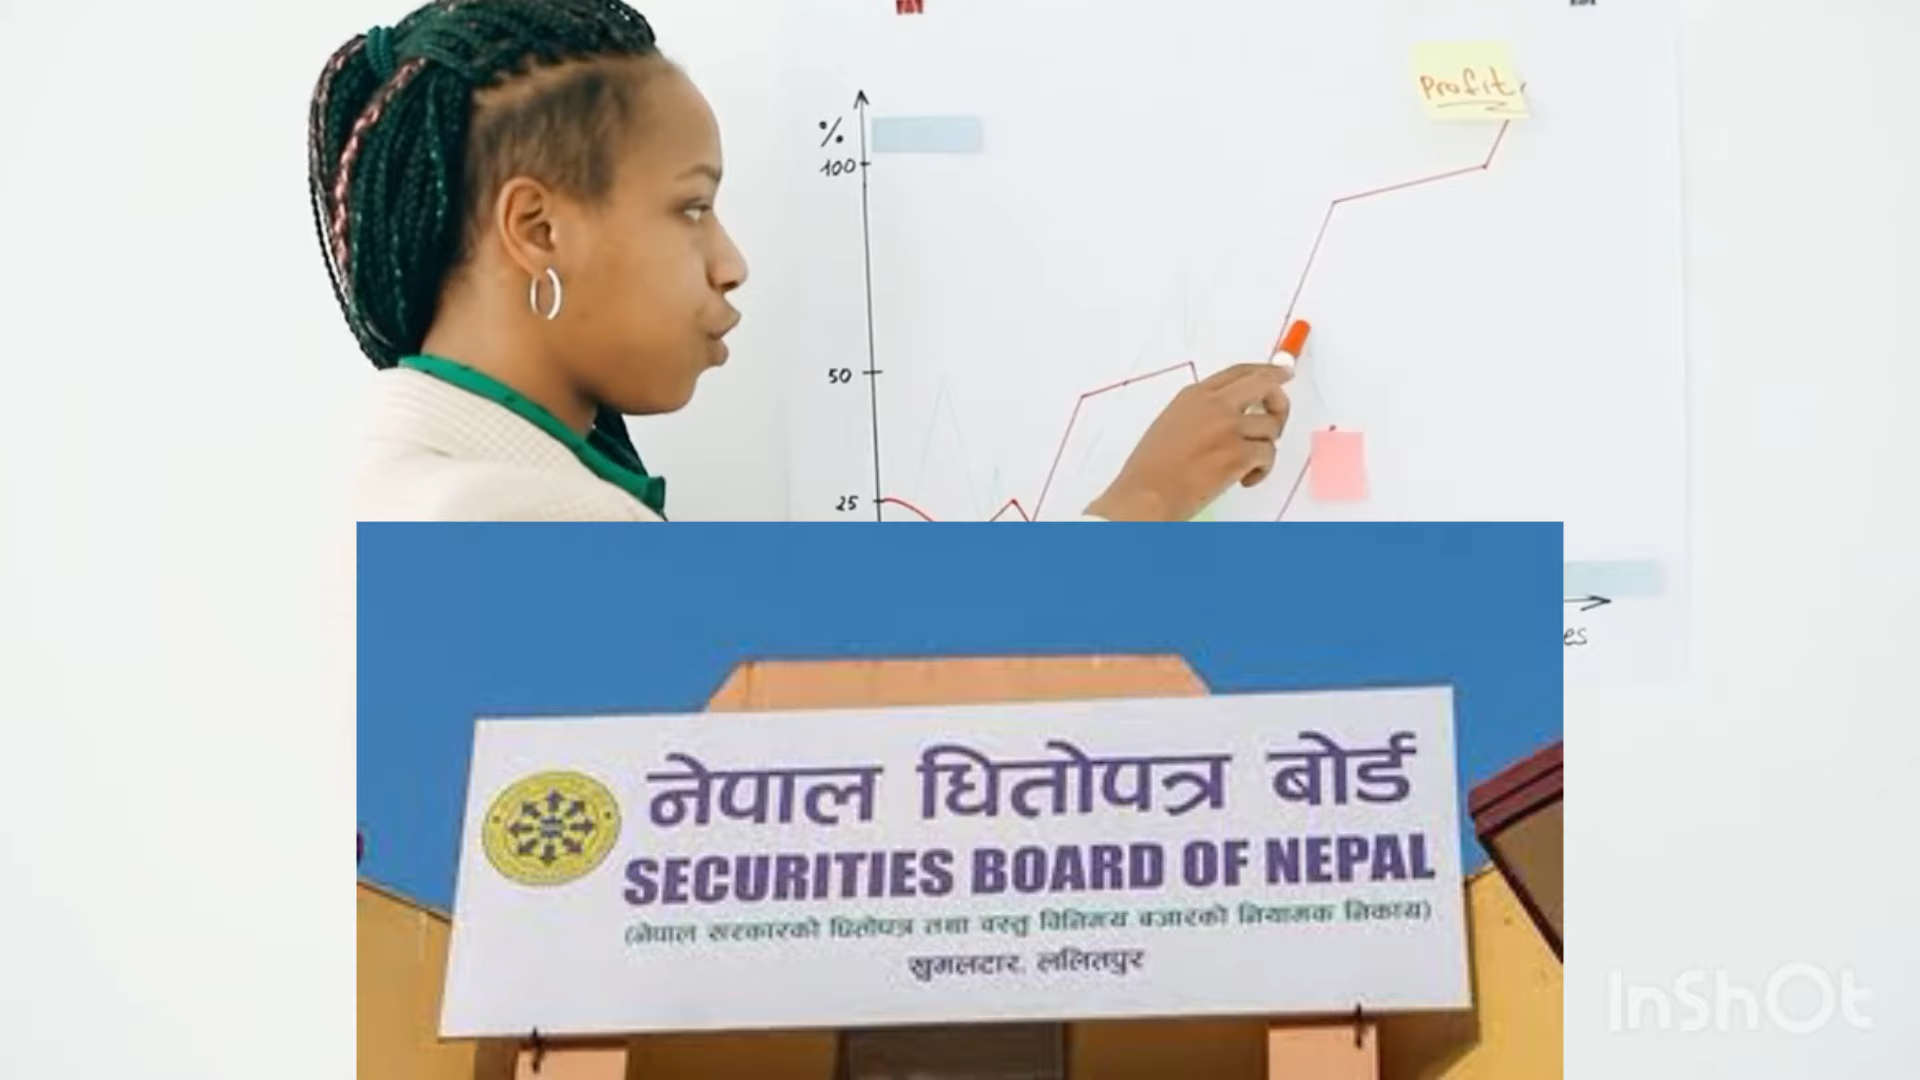 Profit
%
100
50
25
es
नेपाल धितोपत्र बोर्ड
SECURITIES BOARD OF NEPAL
(नेपाल सरकारको धितोपत्र तथा वस्तु विनिमय बजारको नियामक निकाय)
खुमलटार, ललितपुर
InShOt